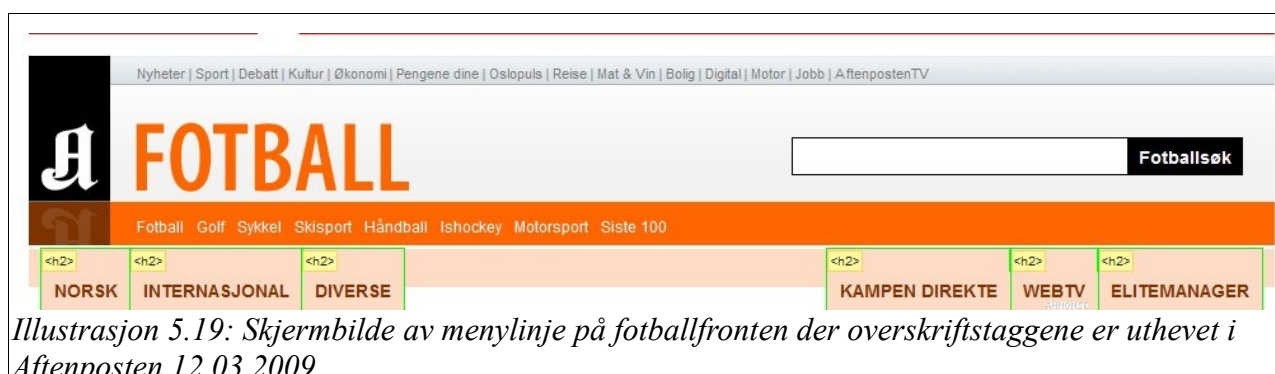 Nyheter | Sport | Debatt | Kultur | Økonomi | Pengene dine | Oslopuls | Reise | Mat & Vin | Bolig | Digital | Motor | Jobb | AftenpostenTV
A FOTBALL
Fotballsøk
Fotball Golf Sykkel Skisport Håndball Ishockey Motorsport Siste 100
<h2> <h2> <h2> <h2> <h2> <h2>
NORSK INTERNASJONAL DIVERSE KAMPEN DIREKTE WEBTV ELITEMANAGER
ANNONSE
Illustrasjon 5.19: Skjermbilde av menylinje på fotballfronten der overskriftstaggene er uthevet i
Aftenposten 12.03.2009